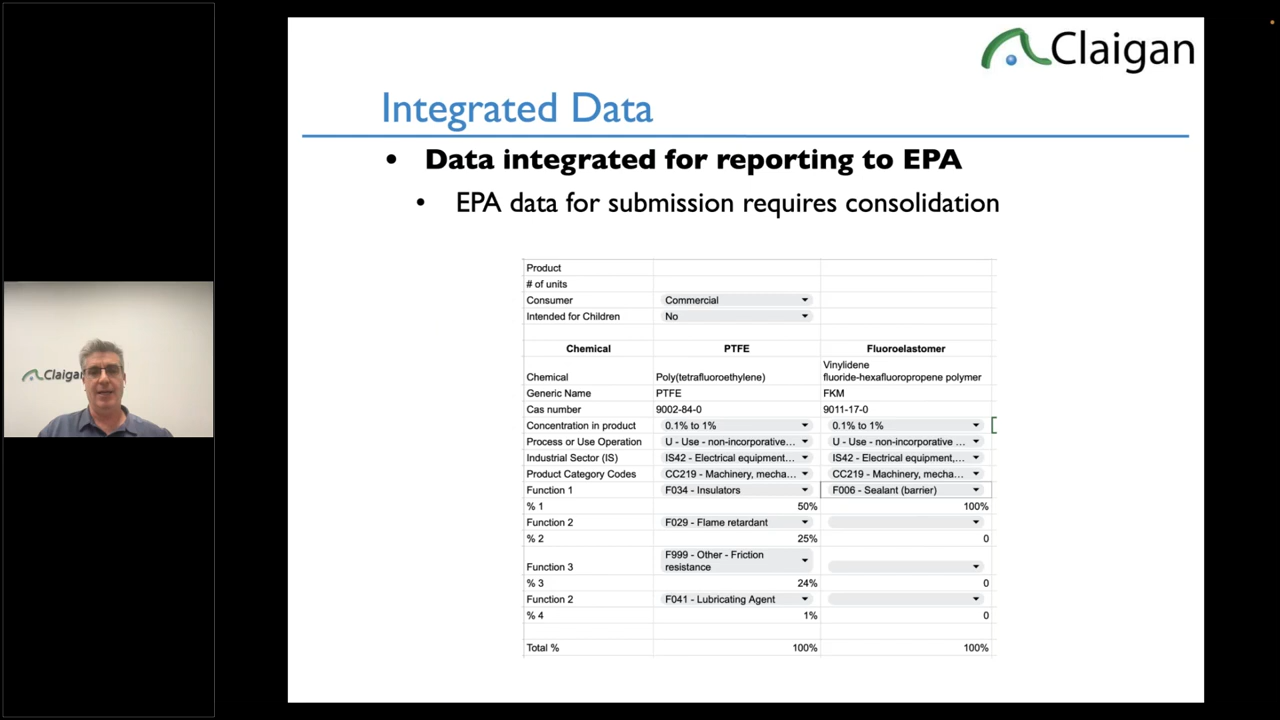 Claigan
Integrated Data
• Data integrated for reporting to EPA
• EPA data for submission requires consolidation
Product
# of units
Consumer Commercial
Intended for Children No
Chemical PTFE Fluoroelastomer
Chemical Poly(tetrafluoroethylene) Vinylidene
fluoride-hexafluoropropene polymer
Generic Name PTFE FKM
Cas number 9002-84-0 9011-17-0
Concentration in product 0.1% to 1% 0.1% to 1%
Process or Use Operation U - Use - non-incorporative... U - Use - non-incorporative ...
Industrial Sector (IS) IS42 - Electrical equipment... IS42 - Electrical equipment,...
Product Category Codes CC219 - Machinery, mecha... CC219 - Machinery, mecha...
Function 1 F034 - Insulators F006 - Sealant (barrier)
% 1 50% 100%
Function 2 F029 - Flame retardant
% 2 25% 0
Function 3 F999 - Other - Friction
resistance
% 3 24% 0
Function 2 F041 - Lubricating Agent
% 4 1% 0
Total % 100% 100%
Claigan